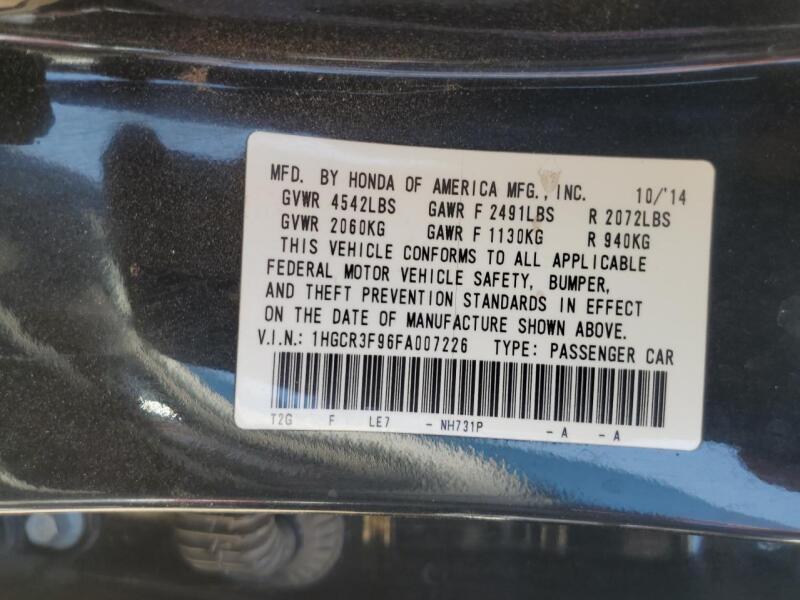 MFD. BY HONDA OF AMERICA MFG., INC. 10/'14
GVWR 4542LBS GAWR F 2491LBS R 2072LBS
GVWR 2060KG GAWR F 1130KG R 940KG
THIS VEHICLE CONFORMS TO ALL APPLICABLE
FEDERAL MOTOR VEHICLE SAFETY, BUMPER,
AND THEFT PREVENTION STANDARDS IN EFFECT
ON THE DATE OF MANUFACTURE SHOWN ABOVE.
V.I.N.: 1HGCR3F96FA007226 TYPE: PASSENGER CAR
T2G F LE7 - NH731P - A - A